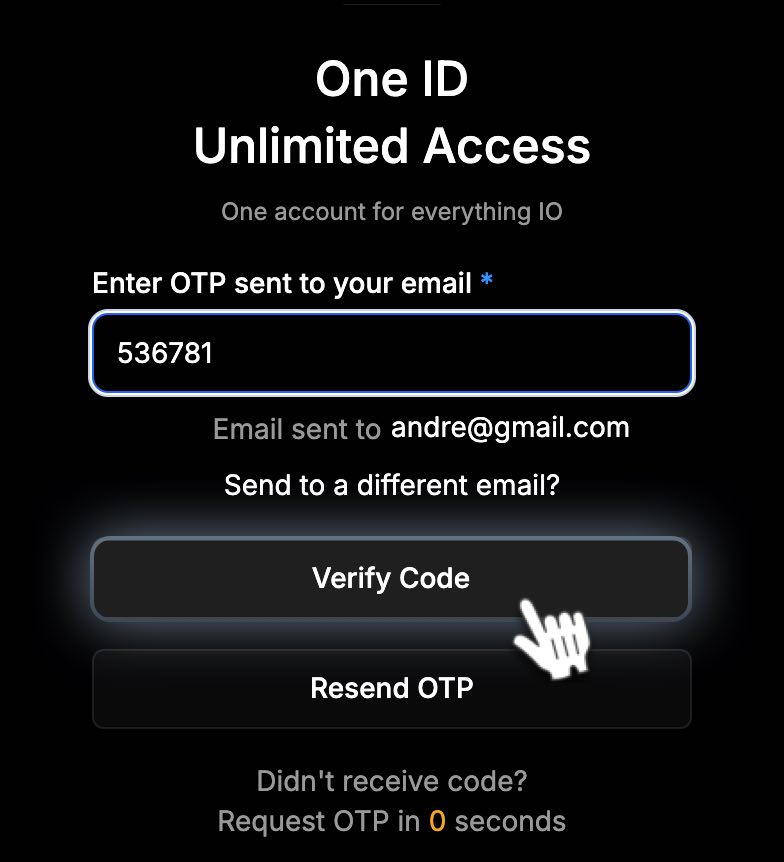 One ID
Unlimited Access
One account for everything IO
Enter OTP sent to your email *
536781
Email sent to andre@gmail.com
Send to a different email?
Verify Code
Resend OTP
Didn't receive code?
Request OTP in 0 seconds